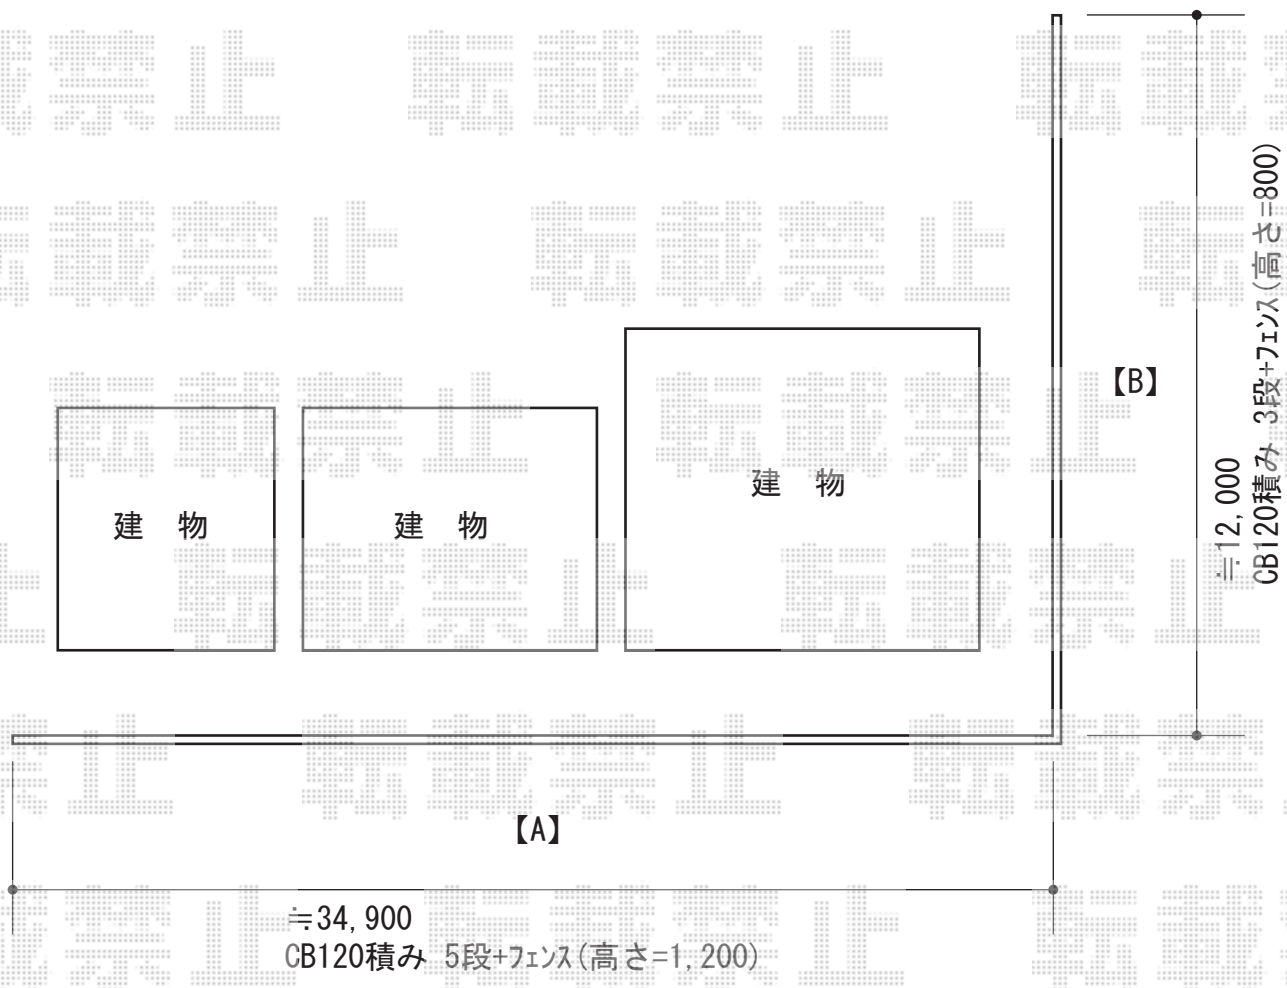 転載禁止
【B】
≒12,000
CB120積み 3段+フェンス(高さ=800)
建 物
建 物
建 物
【A】
≒34,900
CB120積み 5段+フェンス(高さ=1,200)